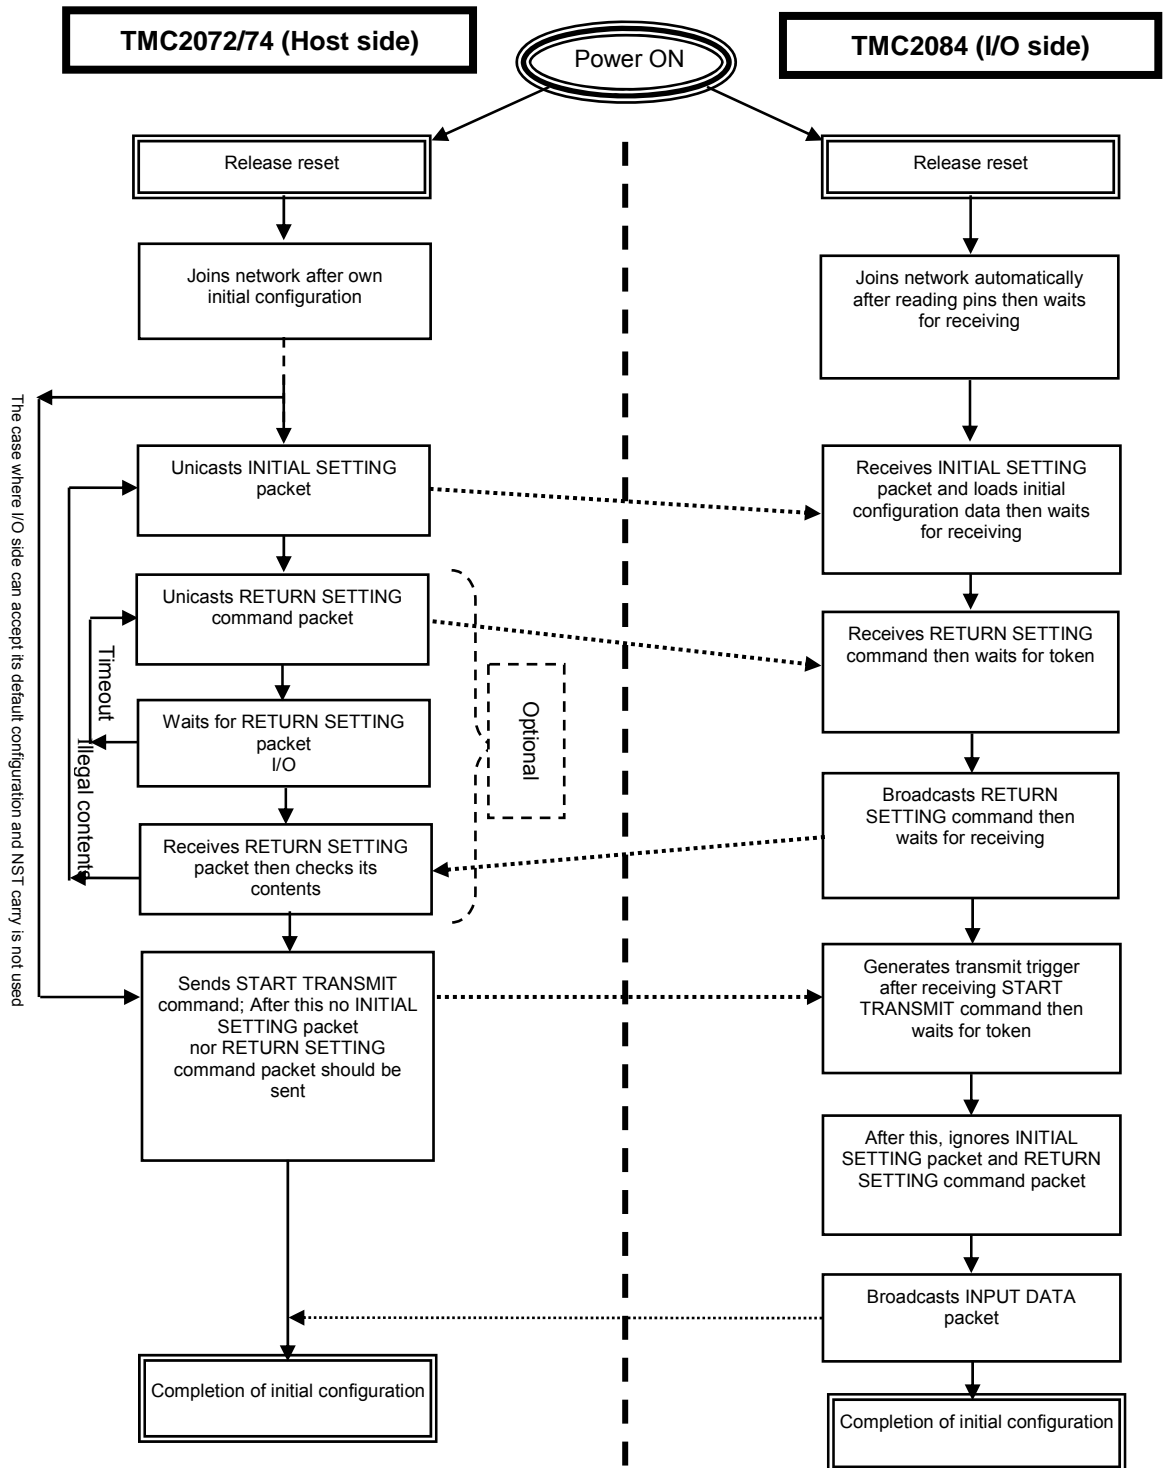 TMC2072/74 (Host side)
Power ON
TMC2084 (I/O side)
Release reset
Release reset
Joins network after own
initial configuration
Joins network automatically
after reading pins then waits
for receiving
The case where I/O side can accept its default configuration and NST carry is not used
Unicasts INITIAL SETTING
packet
Receives INITIAL SETTING
packet and loads initial
configuration data then waits
for receiving
Unicasts RETURN SETTING
command packet
Receives RETURN SETTING
command then waits for token
Timeout
Optional
Waits for RETURN SETTING
packet
I/O
Illegal contents
Broadcasts RETURN
SETTING command then
waits for receiving
Receives RETURN SETTING
packet then checks its
contents
Sends START TRANSMIT
command; After this no INITIAL
SETTING packet
nor RETURN SETTING
command packet should be
sent
Generates transmit trigger
after receiving START
TRANSMIT command then
waits for token
After this, ignores INITIAL
SETTING packet and RETURN
SETTING command packet
Broadcasts INPUT DATA
packet
Completion of initial configuration
Completion of initial configuration